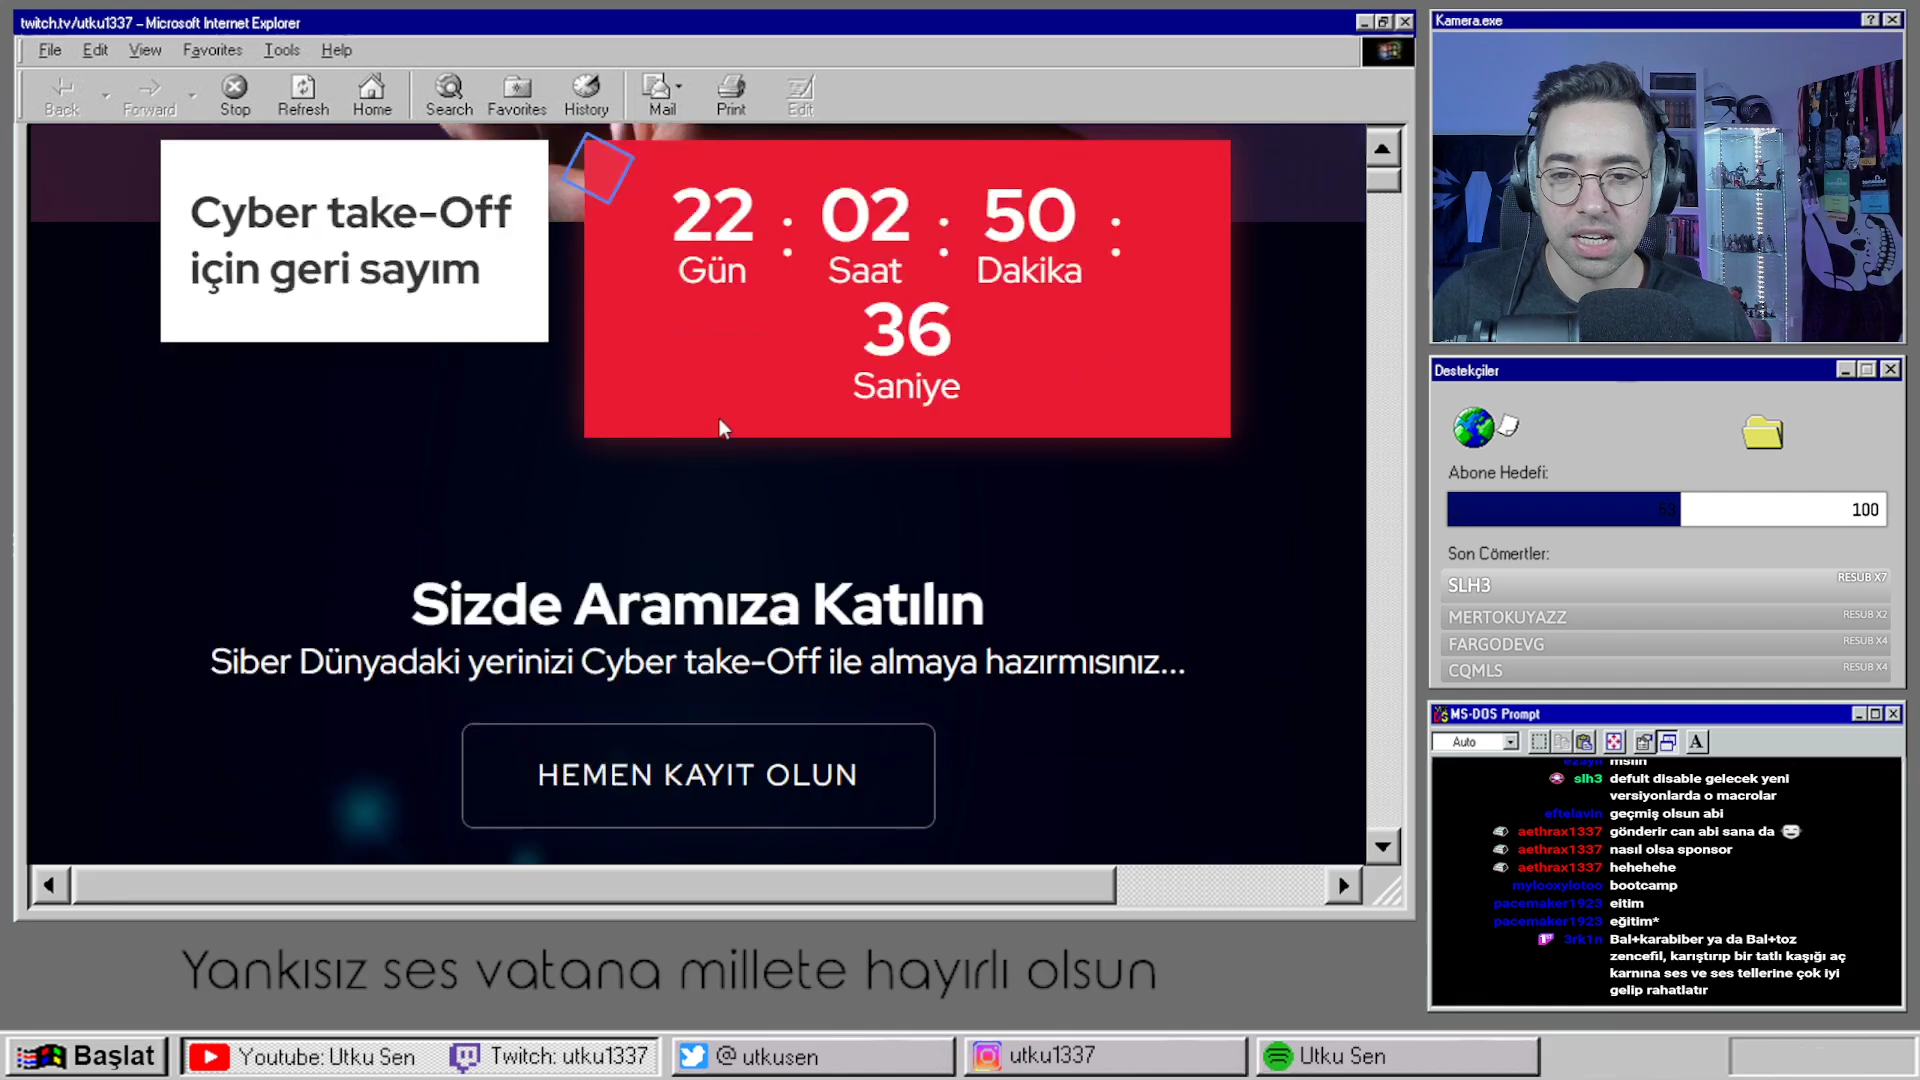 twitch.tv/utku1337 – Microsoft Internet Explorer
File Edit View Favorites Tools Help
Back Forward Stop Refresh Home Search Favorites History Mail Print Edit
Cyber take-Off
için geri sayım
22 : 02 : 50 :
Gün Saat Dakika
36
Saniye
Sizde Aramıza Katılın
Siber Dünyadaki yerinizi Cyber take-Off ile almaya hazırmısınız...
HEMEN KAYIT OLUN
Yankısız ses vatana millete hayırlı olsun
Kamera.exe
Destekçiler
Abone Hedefi:
53 100
Son Cömertler:
SLH3 RESUB X7
MERTOKUYAZZ RESUB X2
FARGODEVG RESUB X4
CQMLS RESUB X4
MS-DOS Prompt
Auto
slh3 defult disable gelecek yeni
versiyonlarda o macrolar
eftelavin geçmiş olsun abi
aethrax1337 gönderir can abi sana da
aethrax1337 nasıl olsa sponsor
aethrax1337 hehehehe
mylooxylotoo bootcamp
pacemaker1923 eitim
pacemaker1923 eğitim*
3rk1n Bal+karabiber ya da Bal+toz
zencefil, karıştırıp bir tatlı kaşığı aç
karnına ses ve ses tellerine çok iyi
gelip rahatlatır
Başlat Youtube: Utku Sen Twitch: utku1337 @utkusen utku1337 Utku Sen